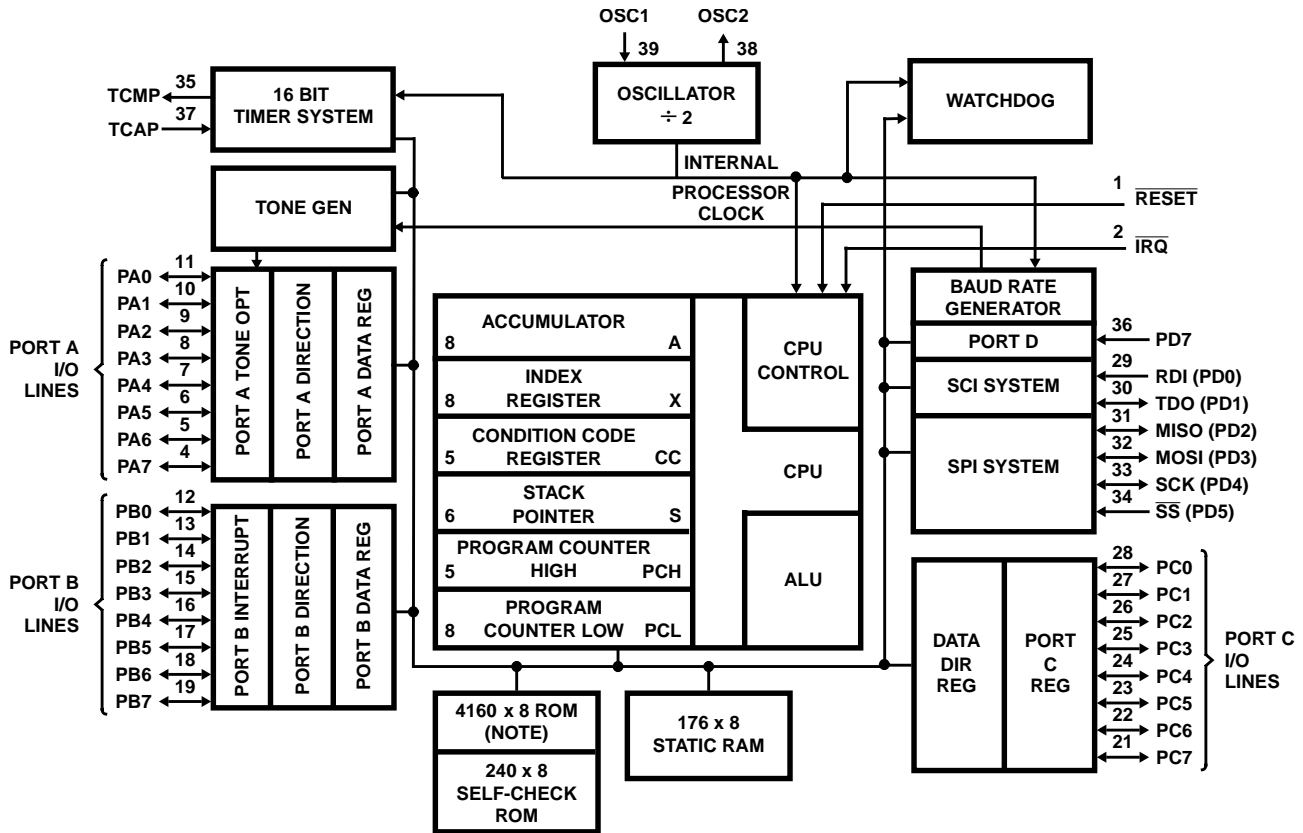 OSC1 OSC2
39 38
35
TCMP
37
TCAP
16 BIT
TIMER SYSTEM
OSCILLATOR
÷ 2
WATCHDOG
INTERNAL
PROCESSOR
CLOCK
TONE GEN
1
RESET
2
IRQ
PORT A
I/O
LINES
11
PA0
10
PA1
9
PA2
8
PA3
7
PA4
6
PA5
5
PA6
4
PA7
PORT A TONE OPT
PORT A DIRECTION
PORT A DATA REG
PORT B
I/O
LINES
12
PB0
13
PB1
14
PB2
15
PB3
16
PB4
17
PB5
18
PB6
19
PB7
PORT B INTERRUPT
PORT B DIRECTION
PORT B DATA REG
ACCUMULATOR
8 A
INDEX
REGISTER
8 X
CONDITION CODE
REGISTER
5 CC
STACK
POINTER
6 S
PROGRAM COUNTER
HIGH
5 PCH
PROGRAM
COUNTER LOW
8 PCL
CPU
CONTROL
CPU
ALU
BAUD RATE
GENERATOR
PORT D
SCI SYSTEM
SPI SYSTEM
36
PD7
29
RDI (PD0)
30
TDO (PD1)
31
MISO (PD2)
32
MOSI (PD3)
33
SCK (PD4)
34
SS (PD5)
DATA
DIR
REG
PORT
C
REG
28
PC0
27
PC1
26
PC2
25
PC3
24
PC4
23
PC5
22
PC6
21
PC7
PORT C
I/O
LINES
4160 x 8 ROM
(NOTE)
240 x 8
SELF-CHECK
ROM
176 x 8
STATIC RAM